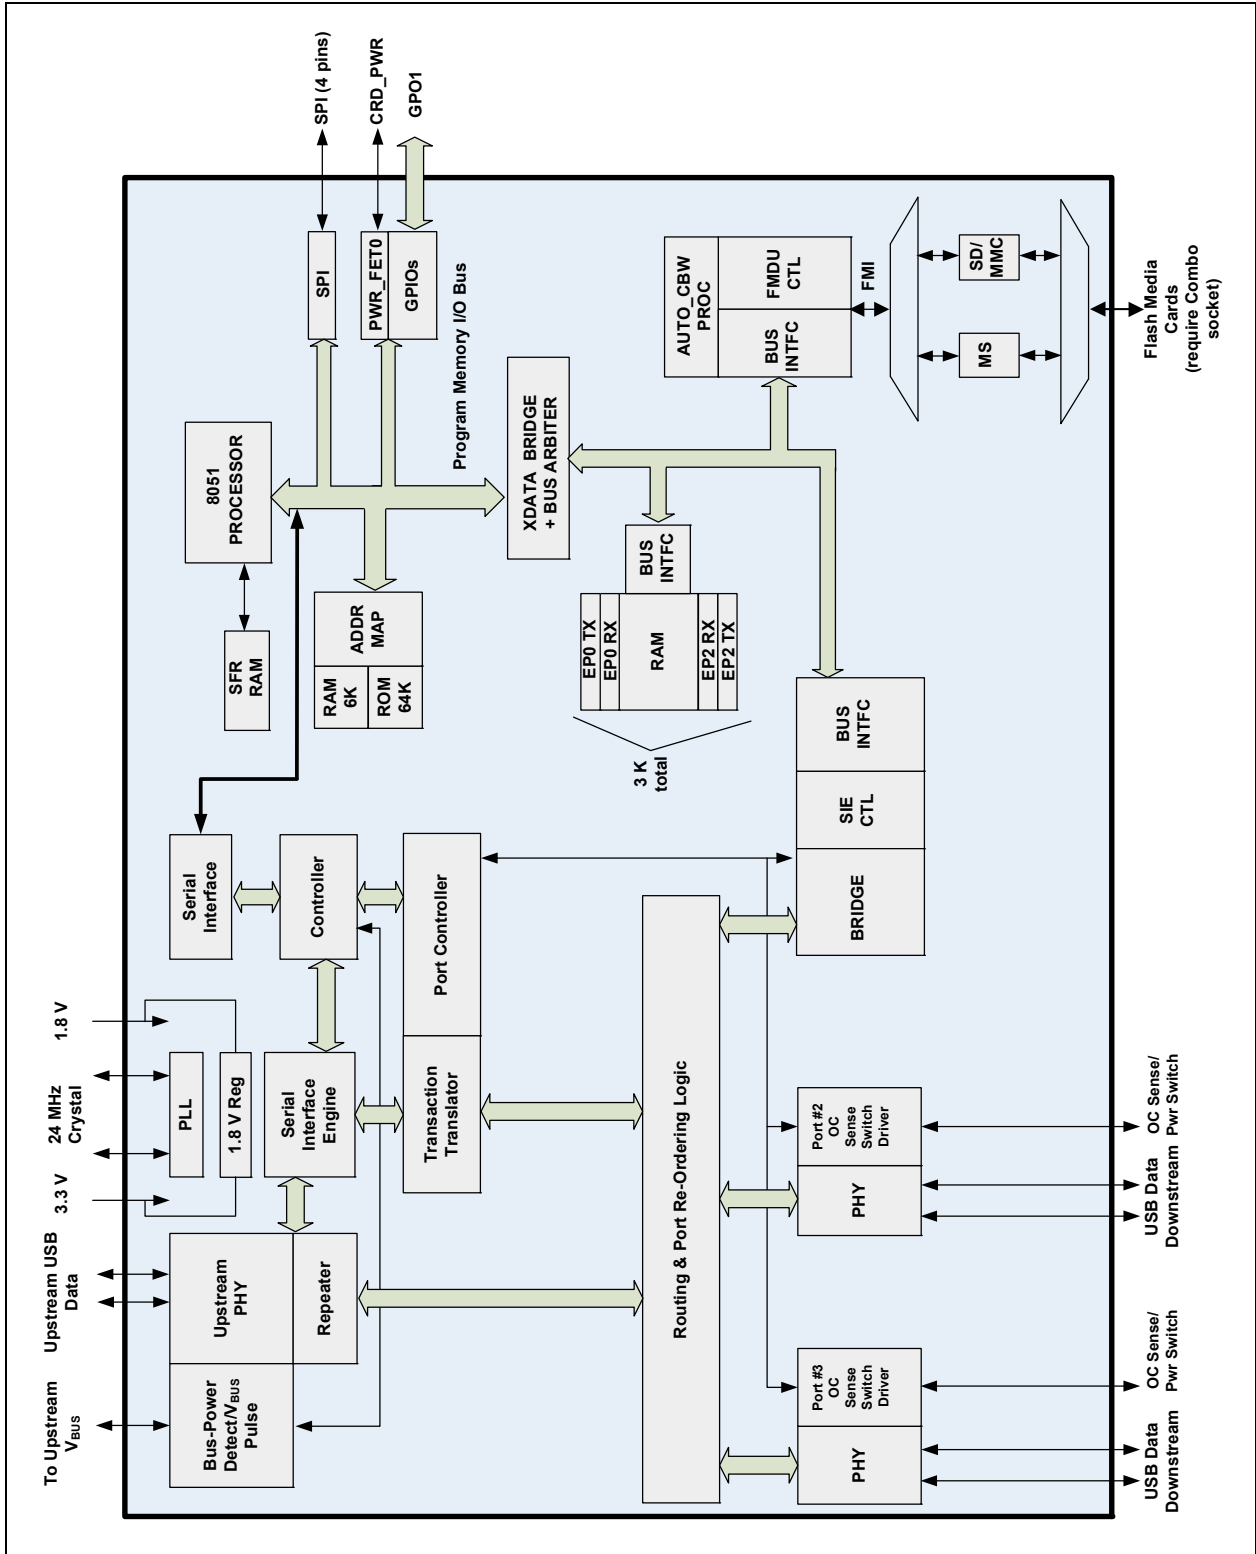 To Upstream
VBUS
Upstream USB
Data
3.3 V
24 MHz
Crystal
1.8 V
SPI (4 pins)
CRD_PWR
GPO1
Bus-Power
Detect/VBUS
Pulse
Upstream
PHY
Repeater
PLL
1.8 V Reg
Serial
Interface
Engine
Serial
Interface
Controller
Transaction
Translator
Port Controller
SFR
RAM
8051
PROCESSOR
SPI
PWR_FET0
GPIOs
RAM
6K
ROM
64K
ADDR
MAP
Program Memory I/O Bus
XDATA BRIDGE
+ BUS ARBITER
3 K
total
EP0 TX
EP0 RX
RAM
EP2 RX
EP2 TX
BUS
INTFC
AUTO_CBW
PROC
BUS
INTFC
FMDU
CTL
FMI
MS
SD/
MMC
Routing & Port Re-Ordering Logic
BRIDGE
SIE
CTL
BUS
INTFC
PHY
Port #3
OC
Sense
Switch
Driver
PHY
Port #2
OC
Sense
Switch
Driver
USB Data
Downstream
OC Sense/
Pwr Switch
USB Data
Downstream
OC Sense/
Pwr Switch
Flash Media
Cards
(require Combo
socket)